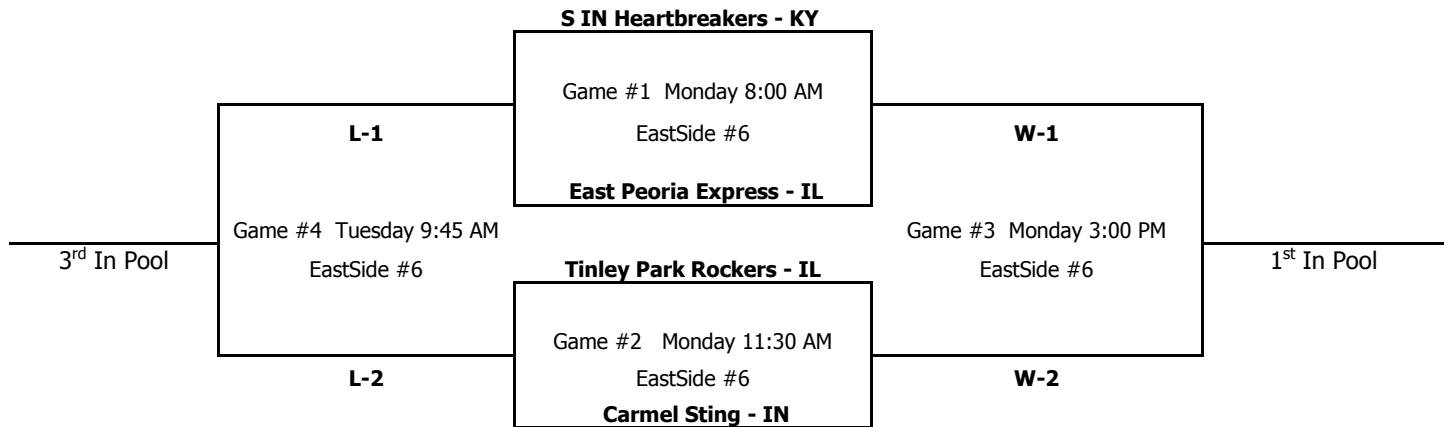 S IN Heartbreakers - KY
Game #1 Monday 8:00 AM
L-1
EastSide #6
W-1
East Peoria Express - IL
Game #4 Tuesday 9:45 AM
Game #3 Monday 3:00 PM
3rd In Pool
EastSide #6
Tinley Park Rockers - IL
EastSide #6
1st In Pool
Game #2 Monday 11:30 AM
L-2
EastSide #6
W-2
Carmel Sting - IN